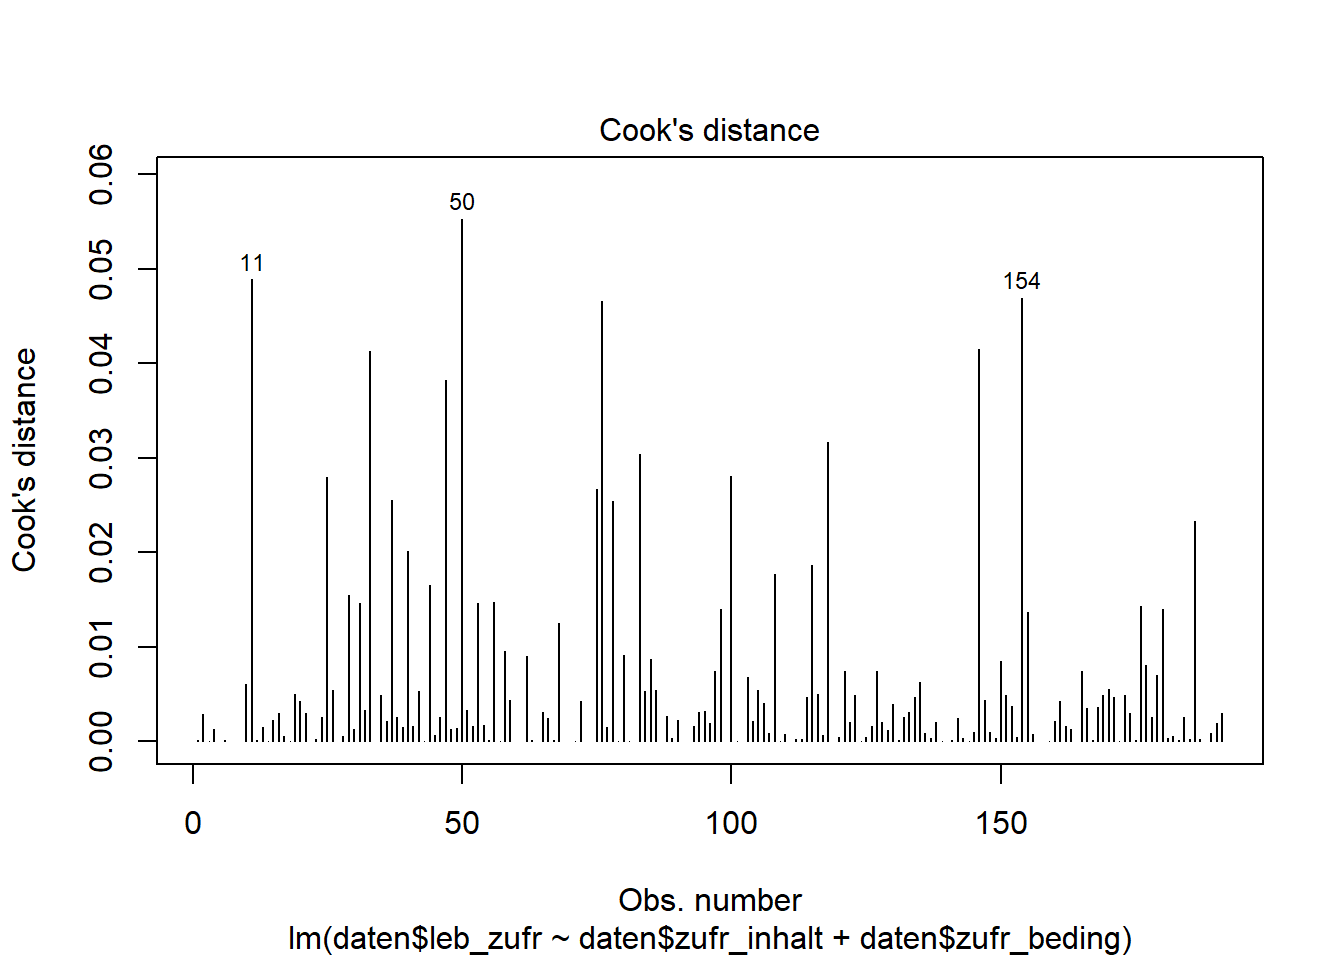 Cook's distance
0.06
0.05
0.04
0.03
0.02
0.01
0.00
Cook's distance
50
11
154
0 50 100 150
Obs. number
lm(daten$leb_zufr ~ daten$zufr_inhalt + daten$zufr_beding)